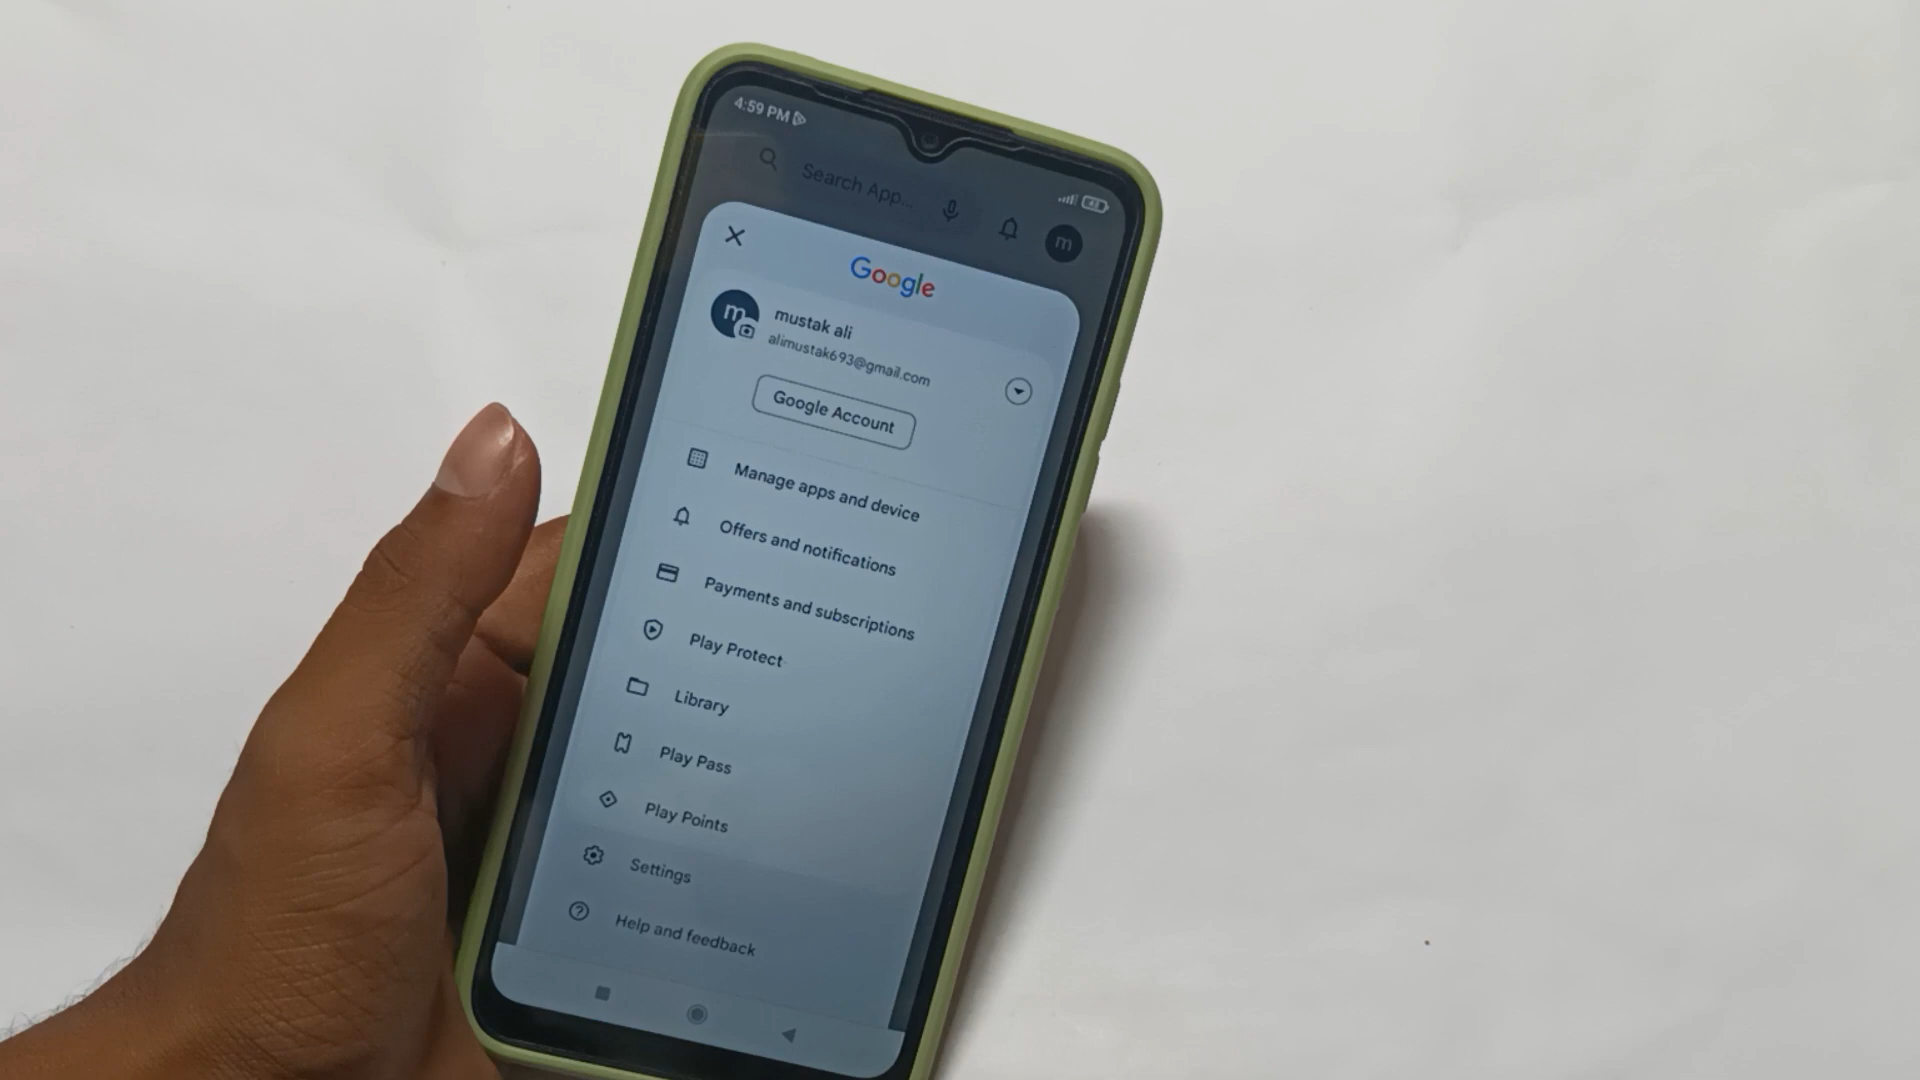 4:59 PM
Search App...
m
Google
m
mustak ali
alimustak693@gmail.com
Google Account
Manage apps and device
Offers and notifications
Payments and subscriptions
Play Protect
Library
Play Pass
Play Points
Settings
Help and feedback